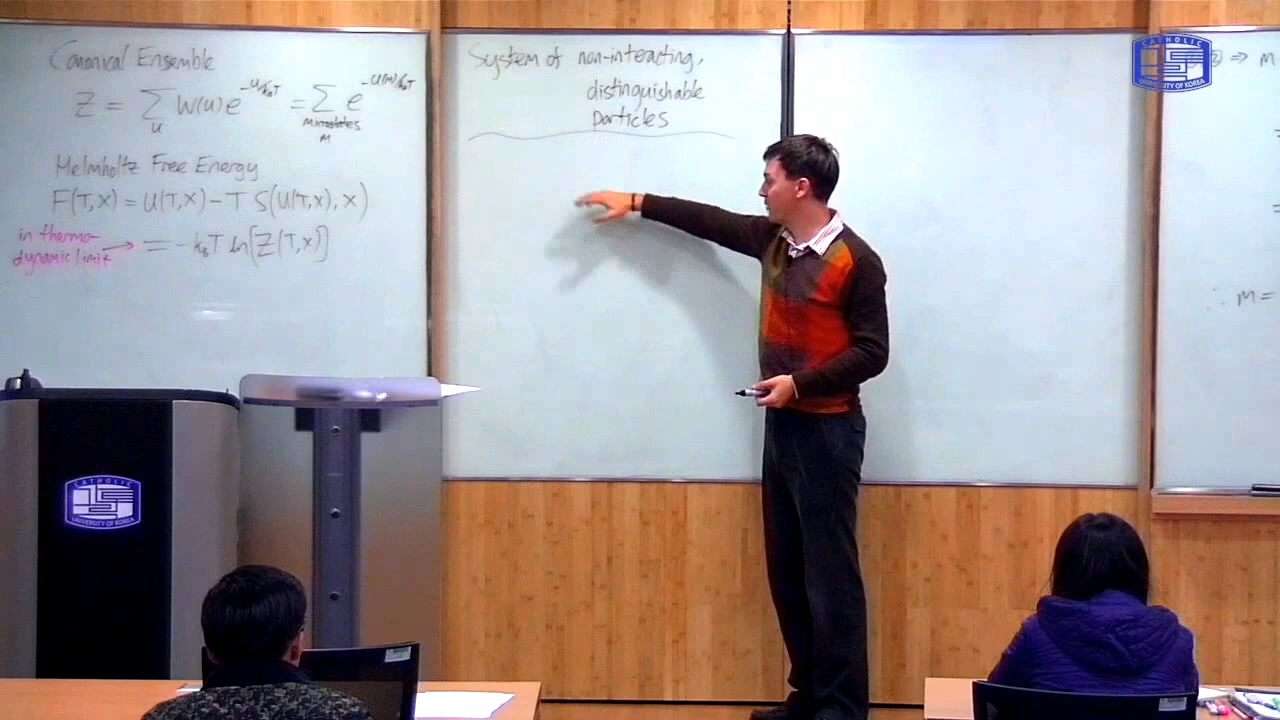 Canonical Ensemble
Z = ∑ W(u) e^{-u/k_BT} = ∑ e^{-U(m)/k_BT}
u
microstates
m
Helmholtz Free Energy
F(T,X) = U(T,X) - T S(U(T,X), X)
in thermo-
dynamic limit → = -k_BT ln[Z(T,X)]
System of non-interacting,
distinguishable
particles
⇒ m
m =
CATHOLIC
UNIVERSITY OF KOREA
CATHOLIC
UNIVERSITY OF KOREA